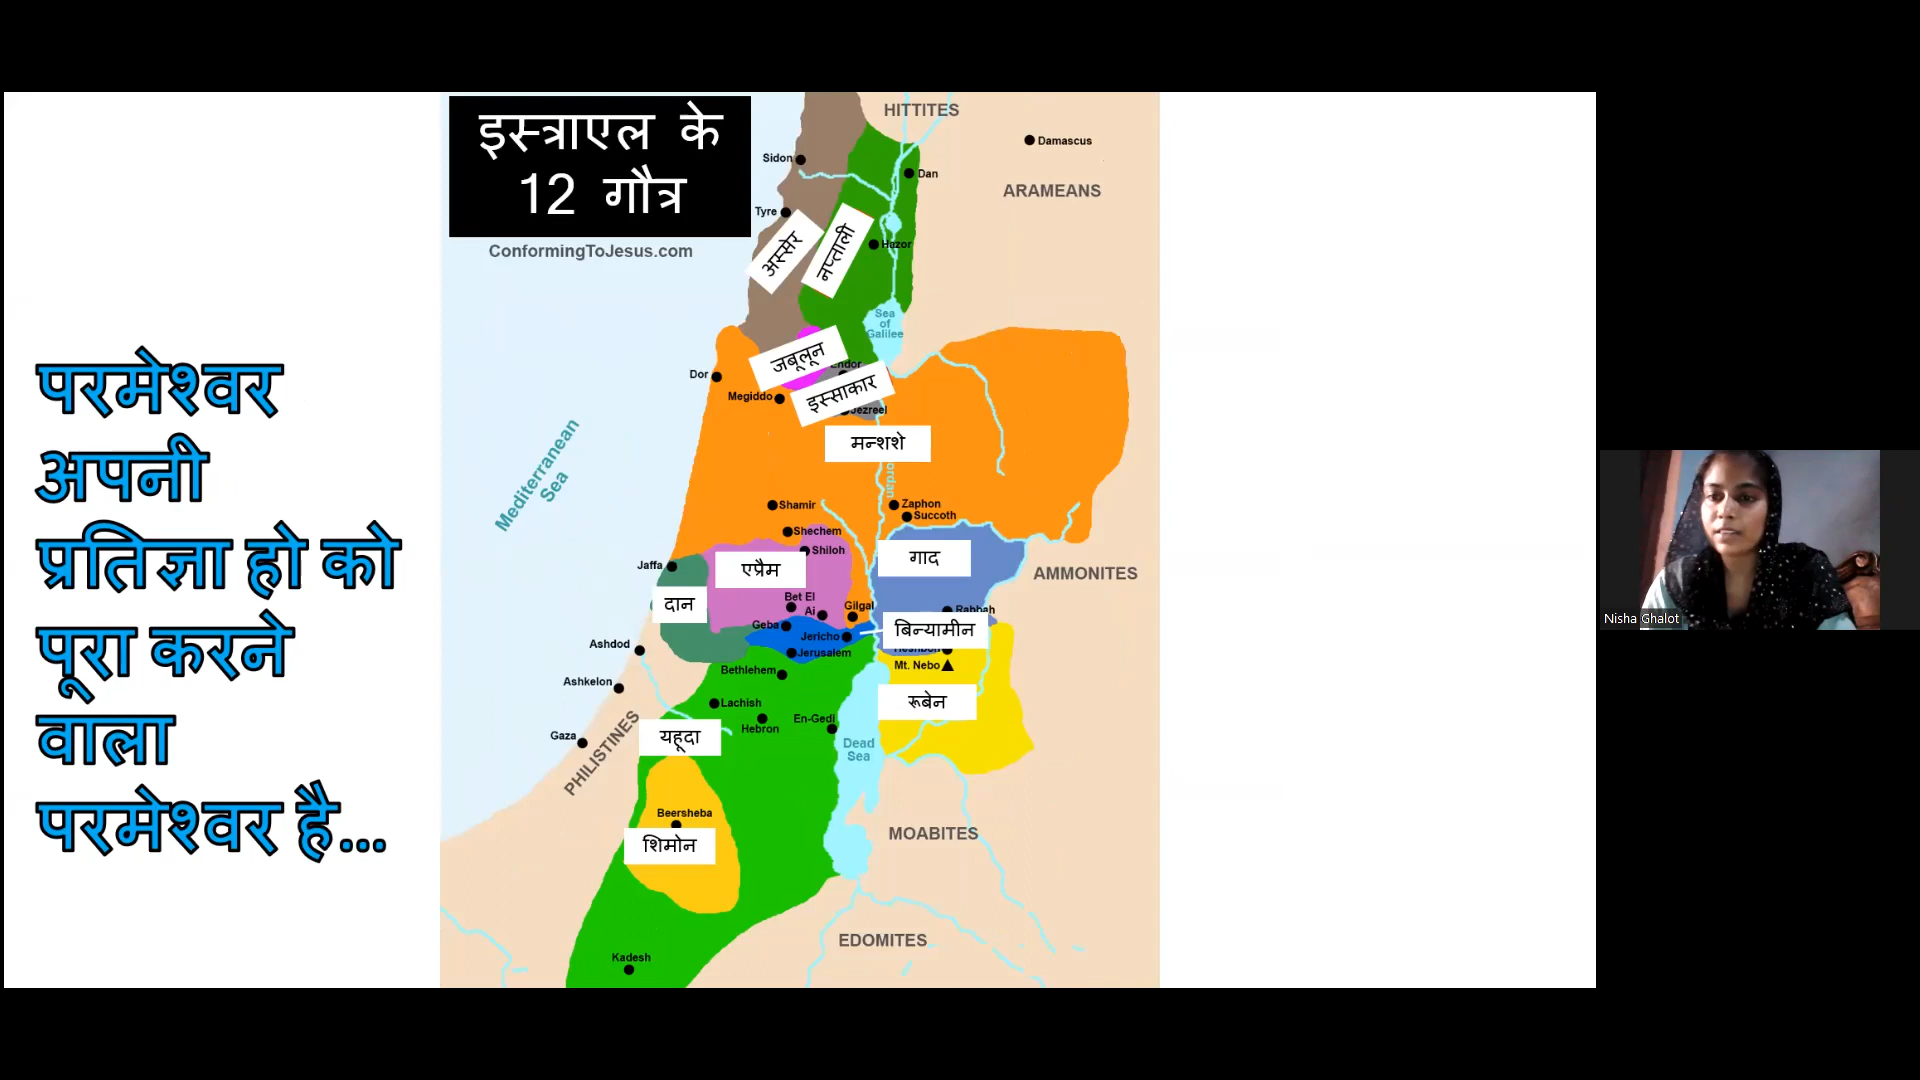 इस्त्राएल के
12 गौत्र
ConformingToJesus.com
परमेश्वर
अपनी
प्रतिज्ञा हो को
पूरा करने
वाला
परमेश्वर है...
HITTITES
Damascus
Sidon
Dan
ARAMEANS
Tyre
अस्सेर
नप्ताली
Hazor
Sea
of
Galilee
जबूलून
Dor
इस्साकार
Megiddo
Jezreel
मन्शशे
Mediterranean
Sea
Shamir
Zaphon
Succoth
Shechem
Shiloh
गाद
Jaffa
एप्रैम
AMMONITES
दान
Bet El
Ai
Gilgal
Rabbah
Geba
Jericho
बिन्यामीन
Ashdod
Jerusalem
Bethlehem
Mt. Nebo
Ashkelon
Lachish
रूबेन
En-Gedi
Hebron
Gaza
यहूदा
PHILISTINES
Dead
Sea
Beersheba
शिमोन
MOABITES
EDOMITES
Kadesh
Nisha Ghalot